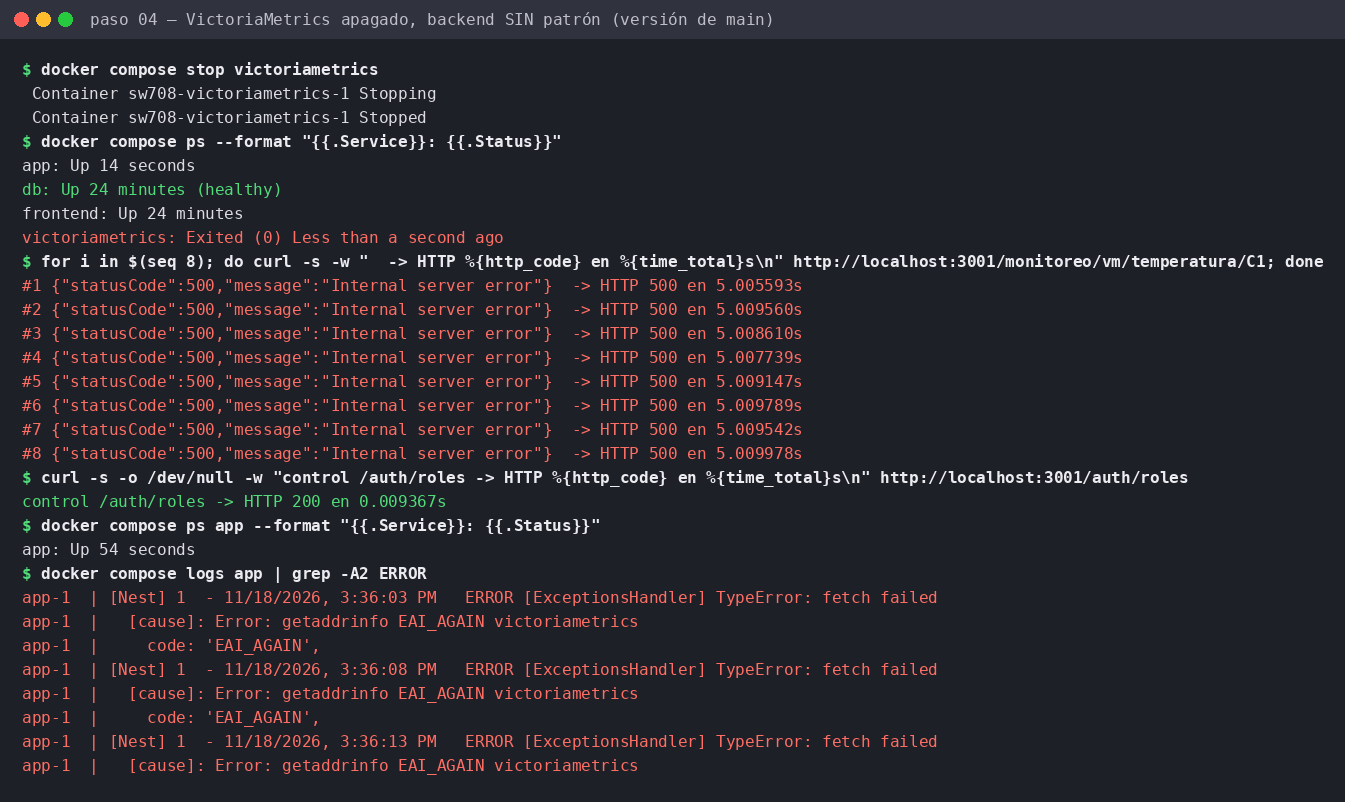 paso 04 — VictoriaMetrics apagado, backend SIN patrón (versión de main)
$ docker compose stop victoriametrics
 Container sw708-victoriametrics-1 Stopping
 Container sw708-victoriametrics-1 Stopped
$ docker compose ps --format "{{.Service}}: {{.Status}}"
app: Up 14 seconds
db: Up 24 minutes (healthy)
frontend: Up 24 minutes
victoriametrics: Exited (0) Less than a second ago
$ for i in $(seq 8); do curl -s -w "  -> HTTP %{http_code} en %{time_total}s\n" http://localhost:3001/monitoreo/vm/temperatura/C1; done
#1 {"statusCode":500,"message":"Internal server error"}  -> HTTP 500 en 5.005593s
#2 {"statusCode":500,"message":"Internal server error"}  -> HTTP 500 en 5.009560s
#3 {"statusCode":500,"message":"Internal server error"}  -> HTTP 500 en 5.008610s
#4 {"statusCode":500,"message":"Internal server error"}  -> HTTP 500 en 5.007739s
#5 {"statusCode":500,"message":"Internal server error"}  -> HTTP 500 en 5.009147s
#6 {"statusCode":500,"message":"Internal server error"}  -> HTTP 500 en 5.009789s
#7 {"statusCode":500,"message":"Internal server error"}  -> HTTP 500 en 5.009542s
#8 {"statusCode":500,"message":"Internal server error"}  -> HTTP 500 en 5.009978s
$ curl -s -o /dev/null -w "control /auth/roles -> HTTP %{http_code} en %{time_total}s\n" http://localhost:3001/auth/roles
control /auth/roles -> HTTP 200 en 0.009367s
$ docker compose ps app --format "{{.Service}}: {{.Status}}"
app: Up 54 seconds
$ docker compose logs app | grep -A2 ERROR
app-1  | [Nest] 1  - 11/18/2026, 3:36:03 PM   ERROR [ExceptionsHandler] TypeError: fetch failed
app-1  |   [cause]: Error: getaddrinfo EAI_AGAIN victoriametrics
app-1  |     code: 'EAI_AGAIN',
app-1  | [Nest] 1  - 11/18/2026, 3:36:08 PM   ERROR [ExceptionsHandler] TypeError: fetch failed
app-1  |   [cause]: Error: getaddrinfo EAI_AGAIN victoriametrics
app-1  |     code: 'EAI_AGAIN',
app-1  | [Nest] 1  - 11/18/2026, 3:36:13 PM   ERROR [ExceptionsHandler] TypeError: fetch failed
app-1  |   [cause]: Error: getaddrinfo EAI_AGAIN victoriametrics